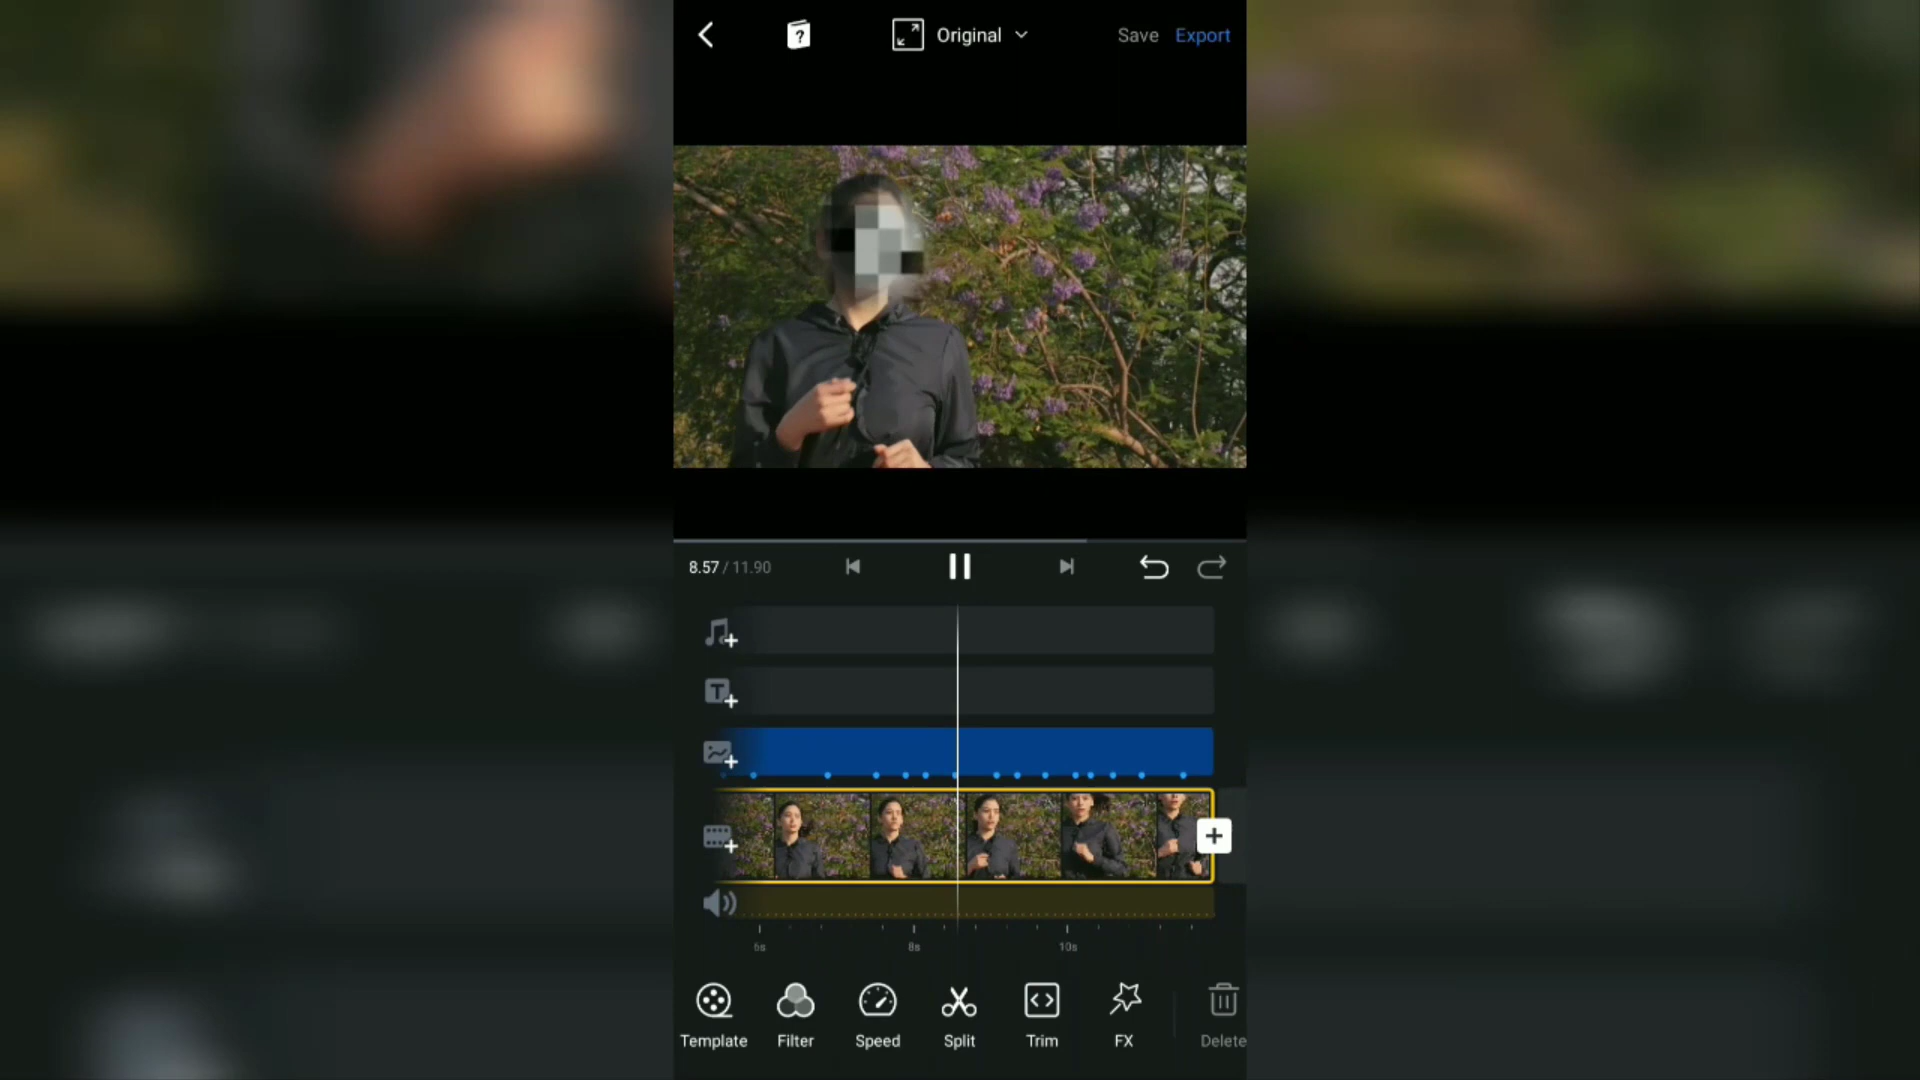 Original
Save Export
8.57 / 11.90
6s 8s 10s
Template Filter Speed Split Trim FX Delete